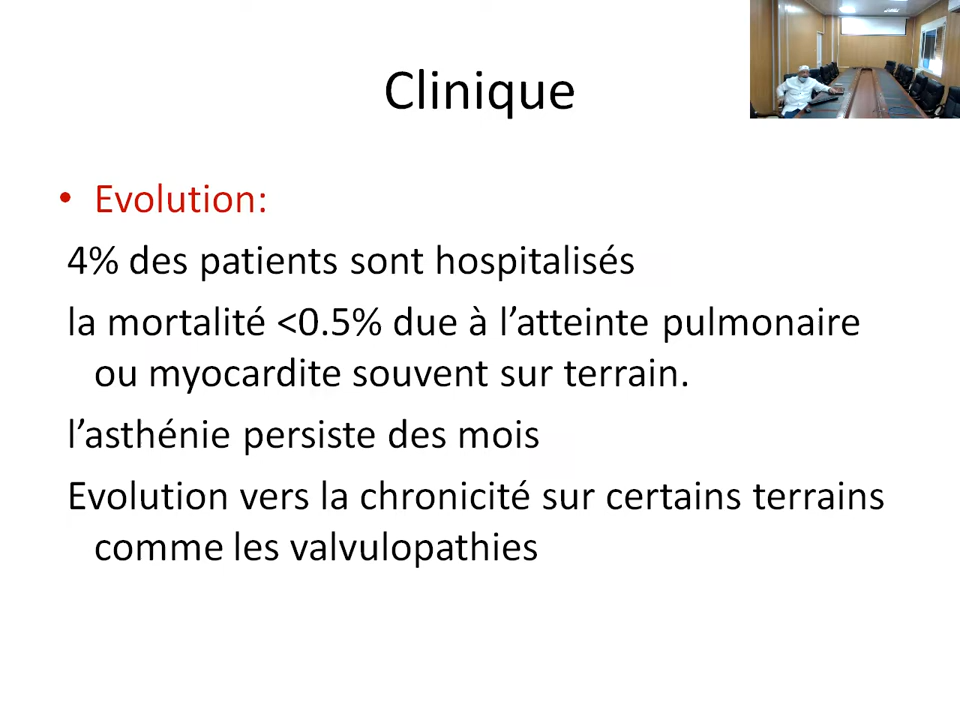 Clinique
• Evolution:
4% des patients sont hospitalisés
la mortalité <0.5% due à l’atteinte pulmonaire
ou myocardite souvent sur terrain.
l’asthénie persiste des mois
Evolution vers la chronicité sur certains terrains
comme les valvulopathies